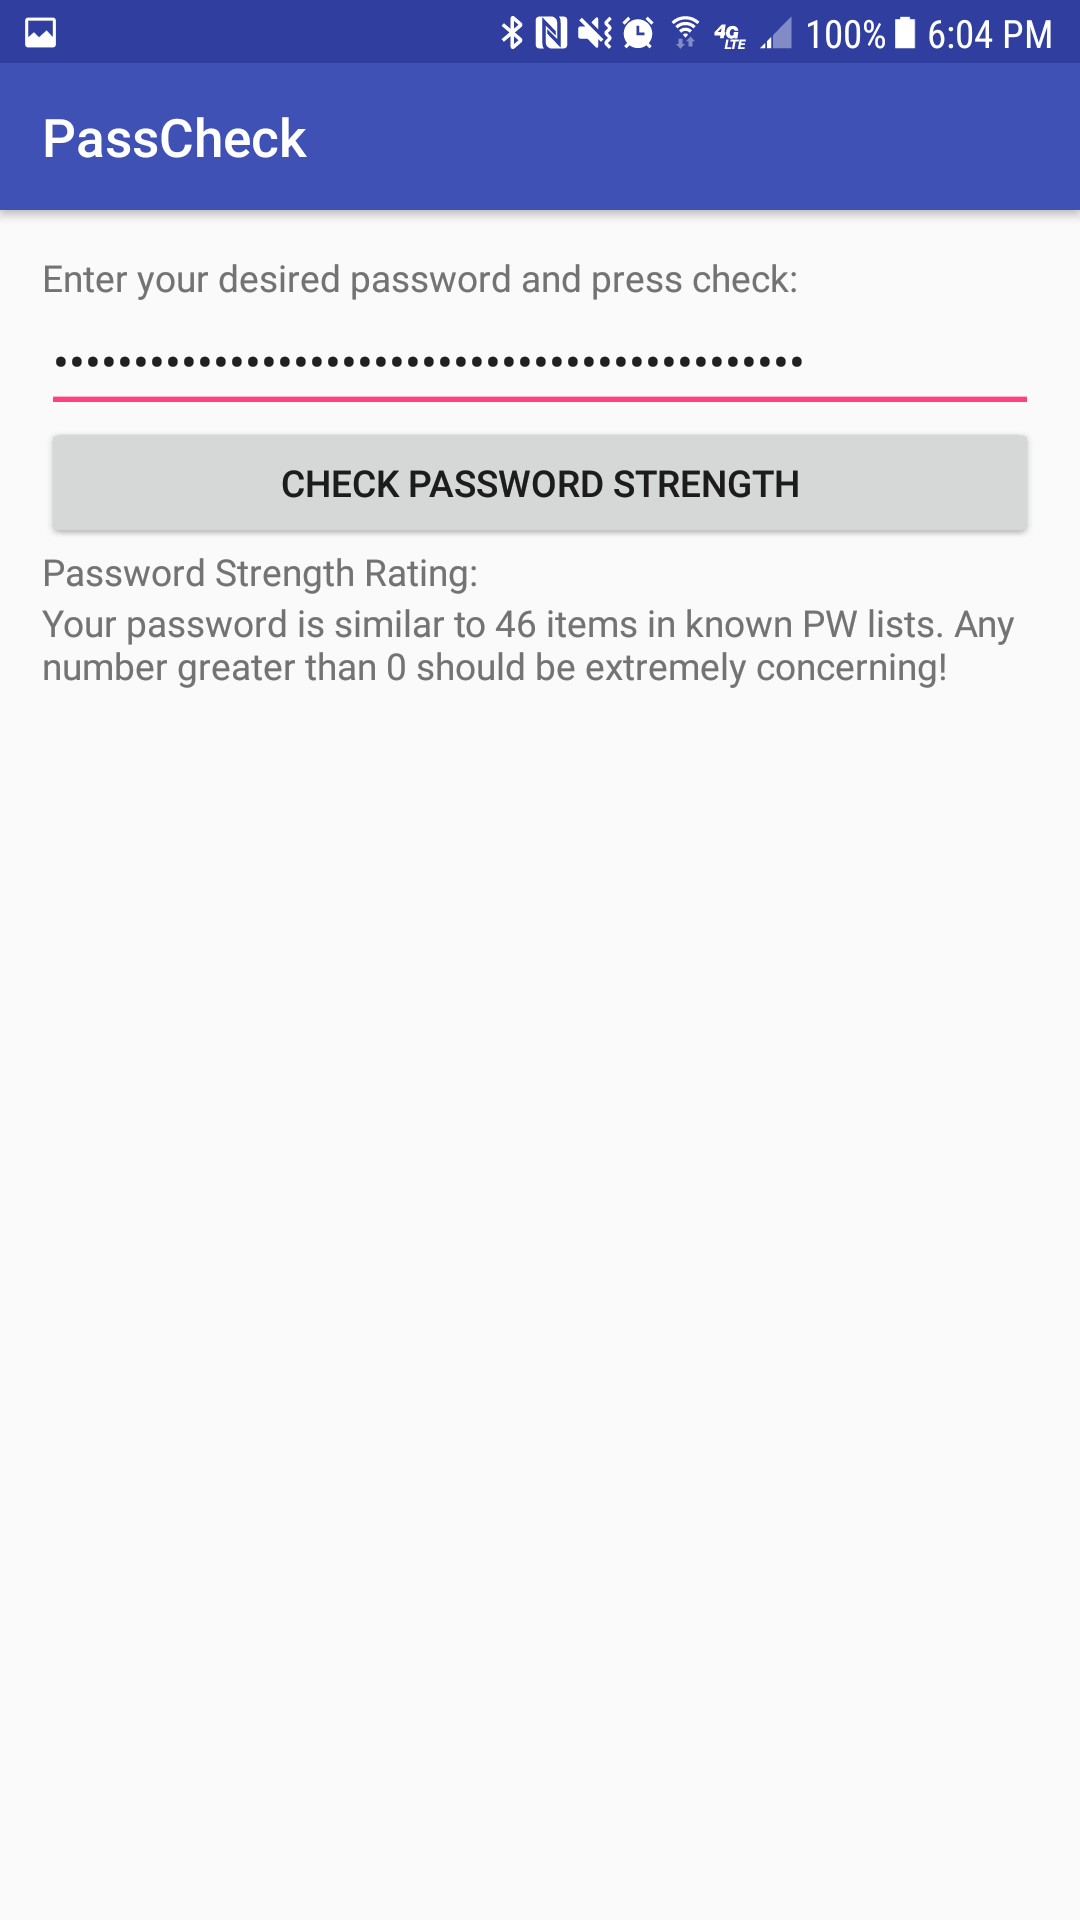 4G LTE 100% 6:04 PM
PassCheck
Enter your desired password and press check:
•••••••••••••••••••••••••••••••••••••••••••••••
CHECK PASSWORD STRENGTH
Password Strength Rating:
Your password is similar to 46 items in known PW lists. Any
number greater than 0 should be extremely concerning!